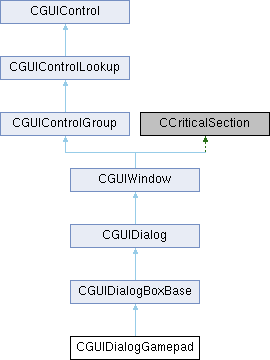 CGUIControl
CGUIControlLookup
CGUIControlGroup
CCriticalSection
CGUIWindow
CGUIDialog
CGUIDialogBoxBase
CGUIDialogGamepad